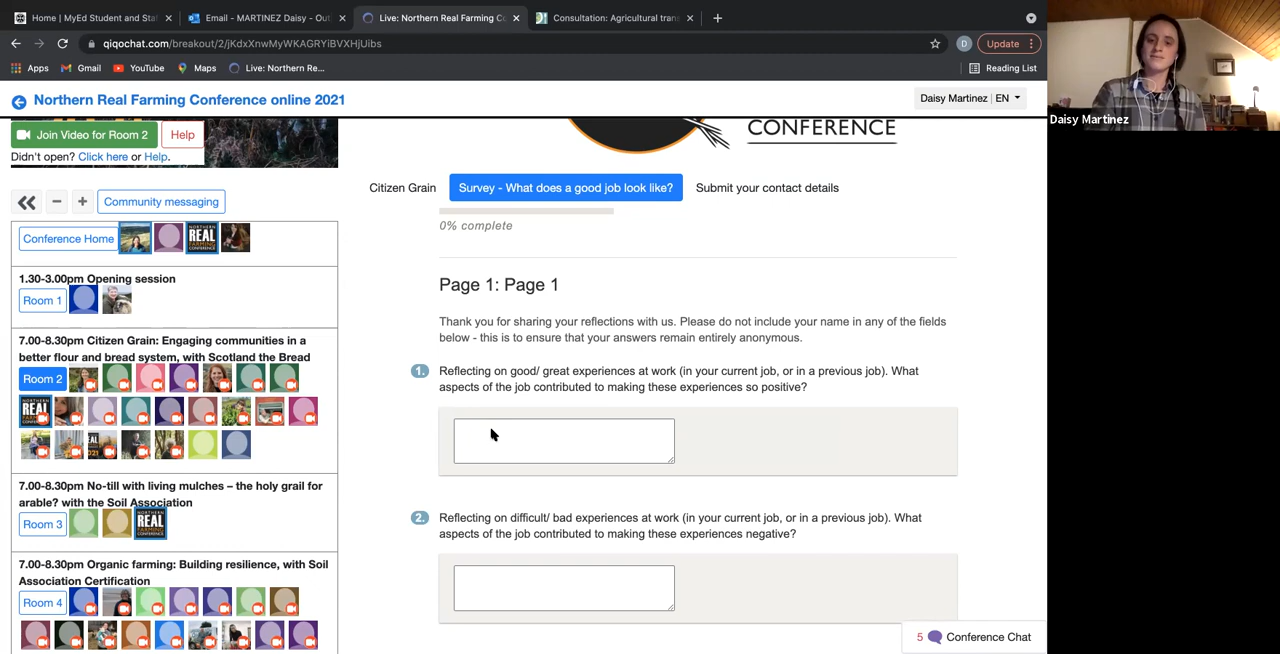 Home | MyEd Student and Sta
Email - MARTINEZ Daisy - Out
Live: Northern Real Farming Co
Consultation: Agricultural trans
qiqochat.com/breakout/2/jKdxXnwMyWKAGRYiBVXHjUibs
D
Update
Apps
Gmail
YouTube
Maps
Live: Northern Re...
Reading List
Northern Real Farming Conference online 2021
Daisy Martinez | EN
Daisy Martinez
Join Video for Room 2
Help
Didn't open? Click here or Help.
CONFERENCE
Community messaging
Citizen Grain
Survey - What does a good job look like?
Submit your contact details
0% complete
Conference Home
NORTHERN REAL FARMING CONFERENCE
1.30-3.00pm Opening session
Room 1
7.00-8.30pm Citizen Grain: Engaging communities in a
better flour and bread system, with Scotland the Bread
Room 2
7.00-8.30pm No-till with living mulches – the holy grail for
arable? with the Soil Association
Room 3
7.00-8.30pm Organic farming: Building resilience, with Soil
Association Certification
Room 4
Page 1: Page 1
Thank you for sharing your reflections with us. Please do not include your name in any of the fields
below - this is to ensure that your answers remain entirely anonymous.
1. Reflecting on good/ great experiences at work (in your current job, or in a previous job). What
aspects of the job contributed to making these experiences so positive?
2. Reflecting on difficult/ bad experiences at work (in your current job, or in a previous job). What
aspects of the job contributed to making these experiences negative?
5 Conference Chat